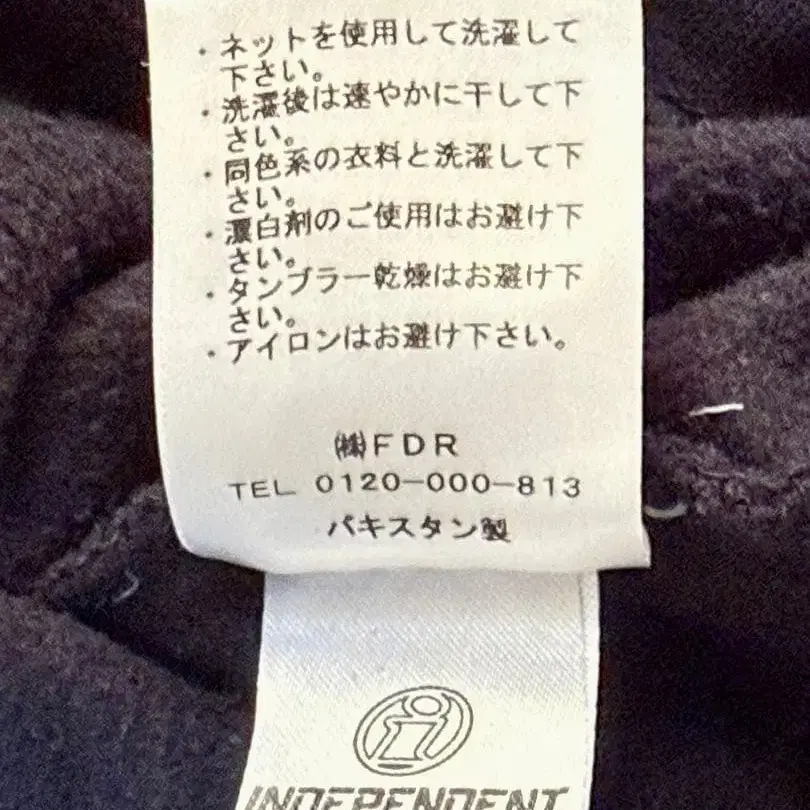 ・ネットを使用して洗濯して
下さい。
・洗濯後は速やかに干して下
さい。
・同色系の衣料と洗濯して下
さい。
・漂白剤のご使用はお避け下
さい。
・タンブラー乾燥はお避け下
さい。
・アイロンはお避け下さい。
㈱FDR
TEL 0120-000-813
パキスタン製
i
INDEPENDENT